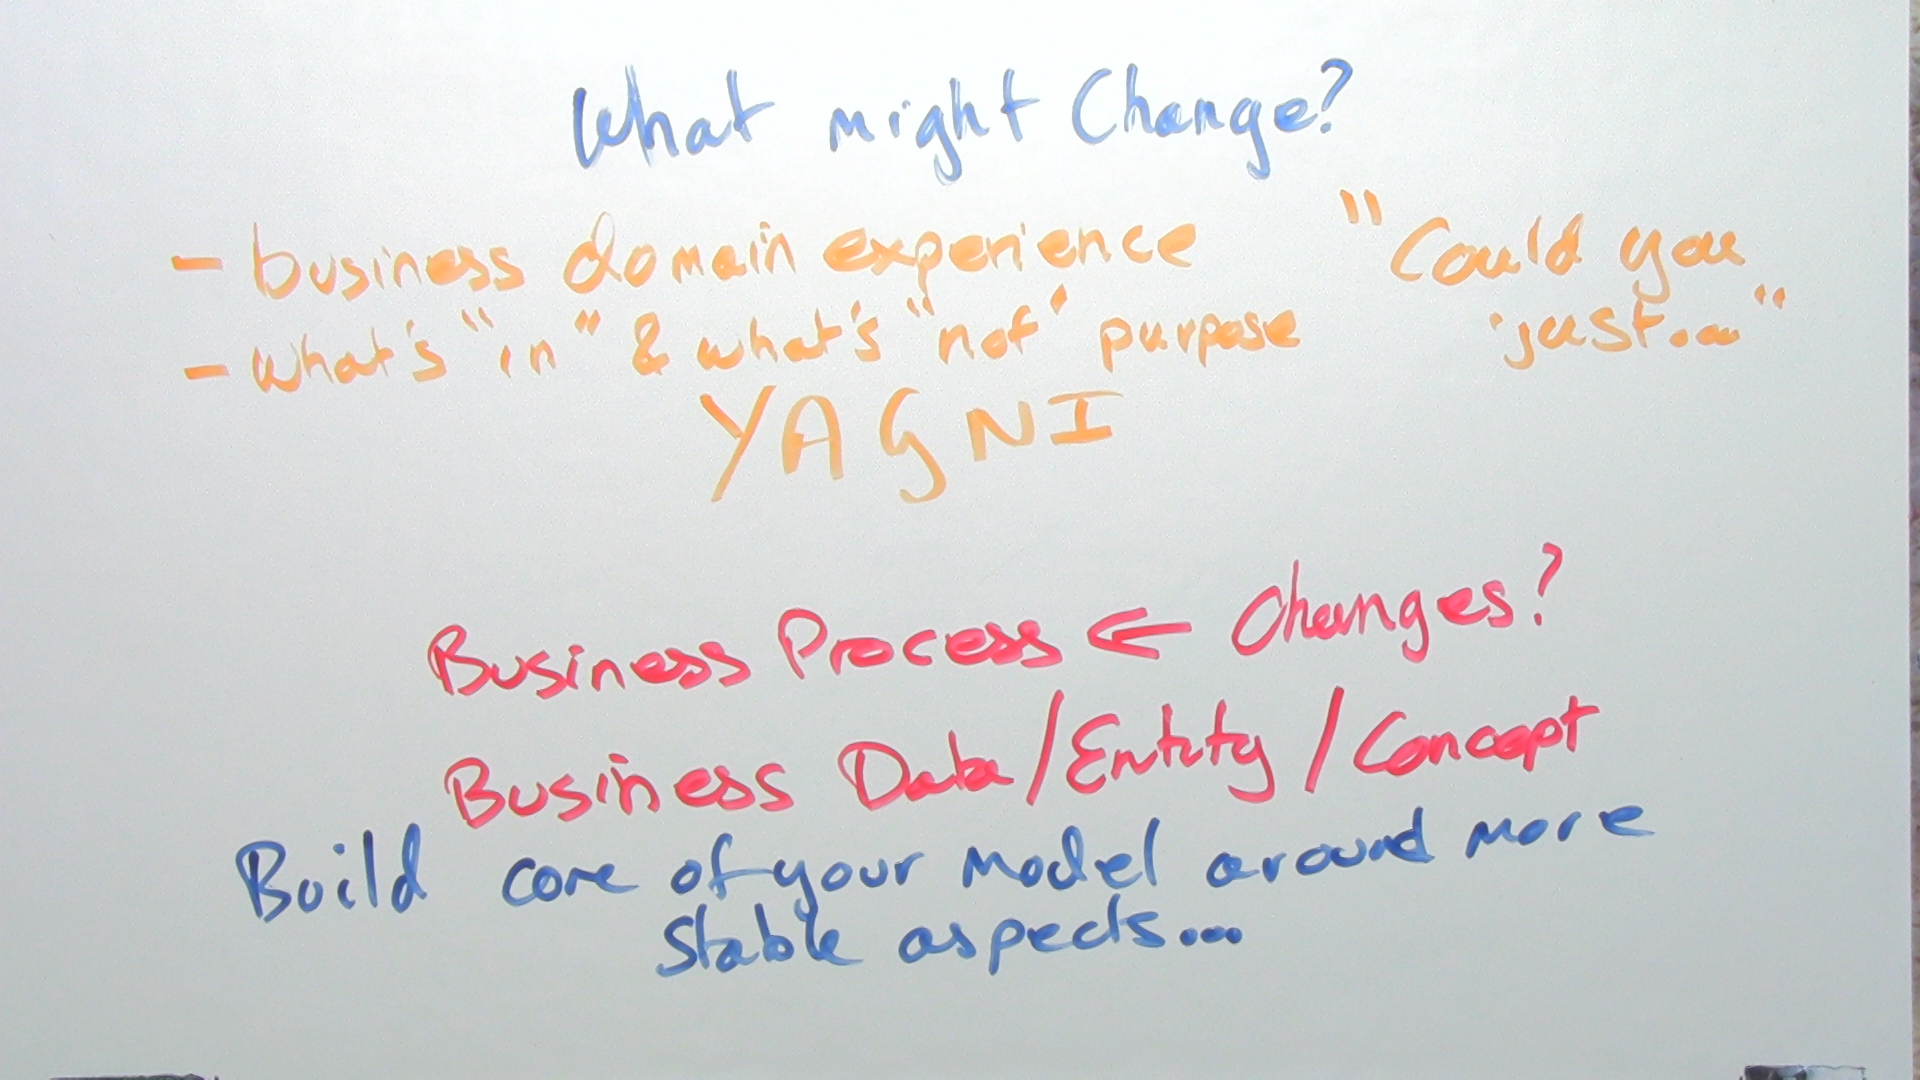 What might Change?
- business domain experience
- what's "in" & what's "not" purpose
"Could you
just..."
YAGNI
Business Process ← Changes?
Business Data/Entity/Concept
Build core of your model around more
stable aspects...